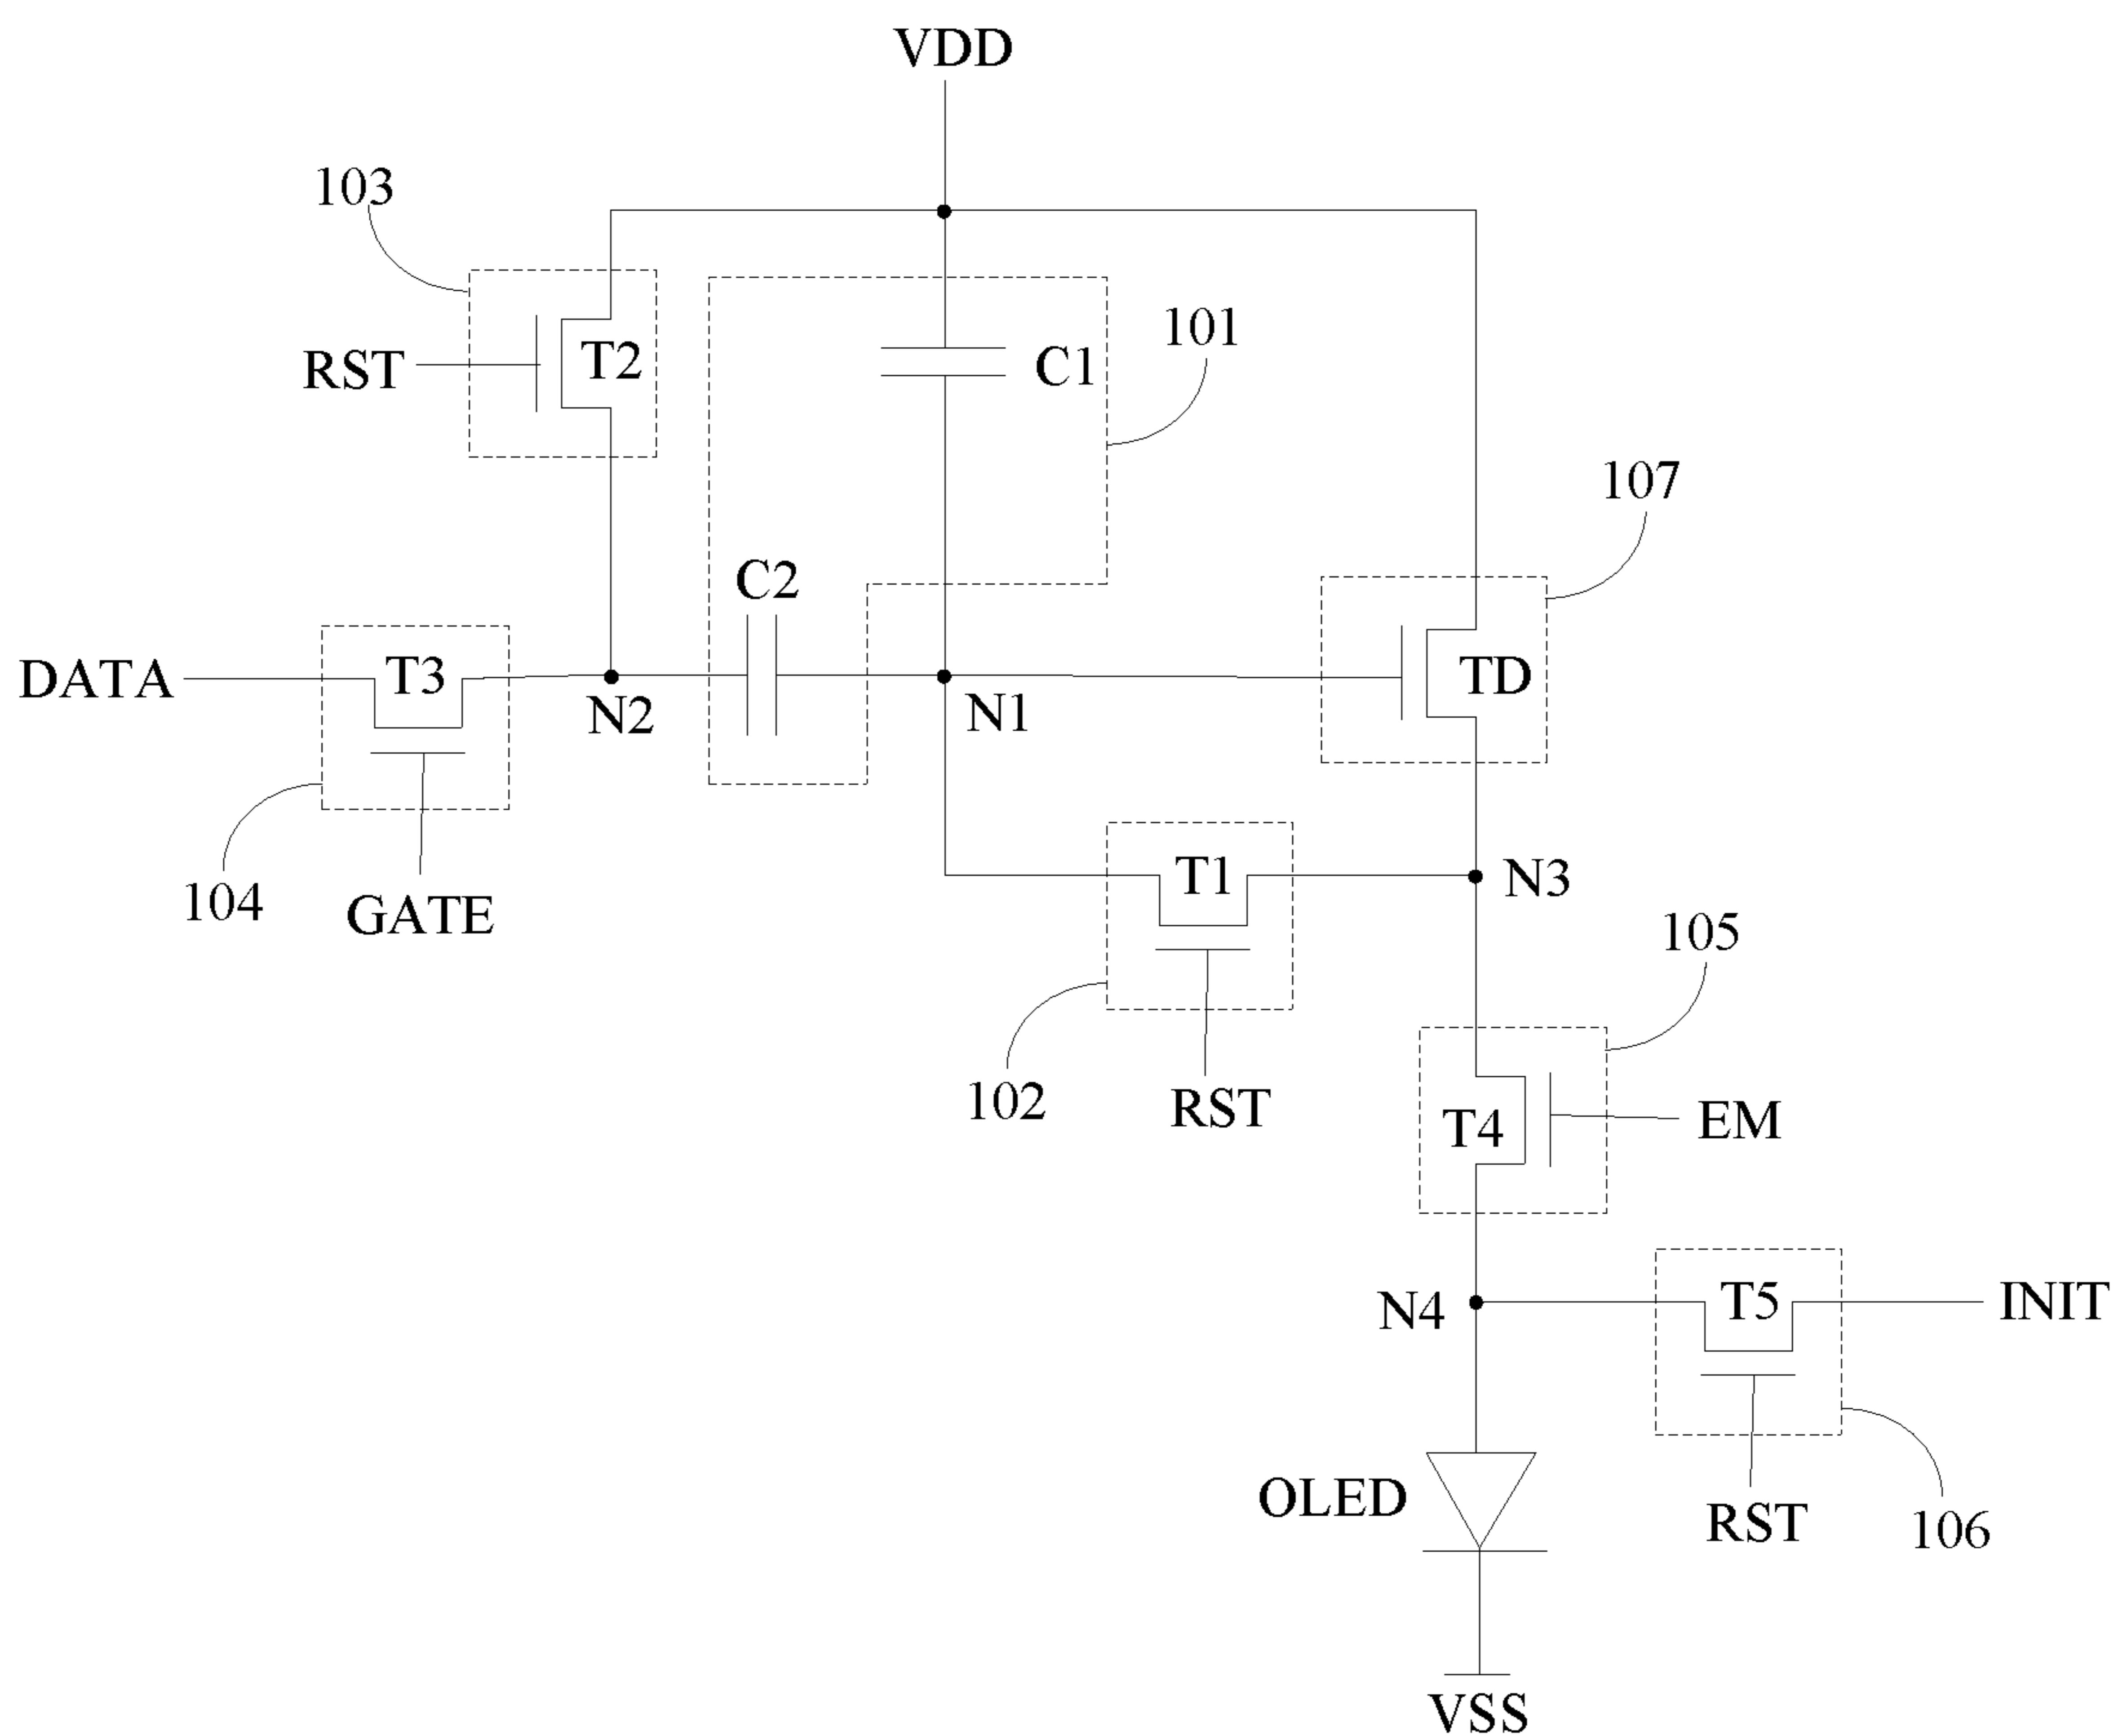 VDD
103
101
RST
T2
C1
107
C2
DATA
T3
TD
N2
N1
104
GATE
T1
N3
105
102
RST
T4
EM
N4
T5
INIT
OLED
RST
106
VSS